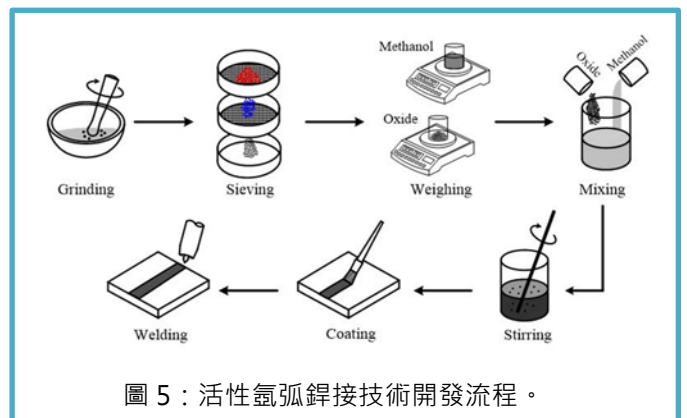 Grinding
Sieving
Methanol
Oxide
Weighing
Oxide
Methanol
Mixing
Stirring
Coating
Welding
圖 5：活性氬弧銲接技術開發流程。